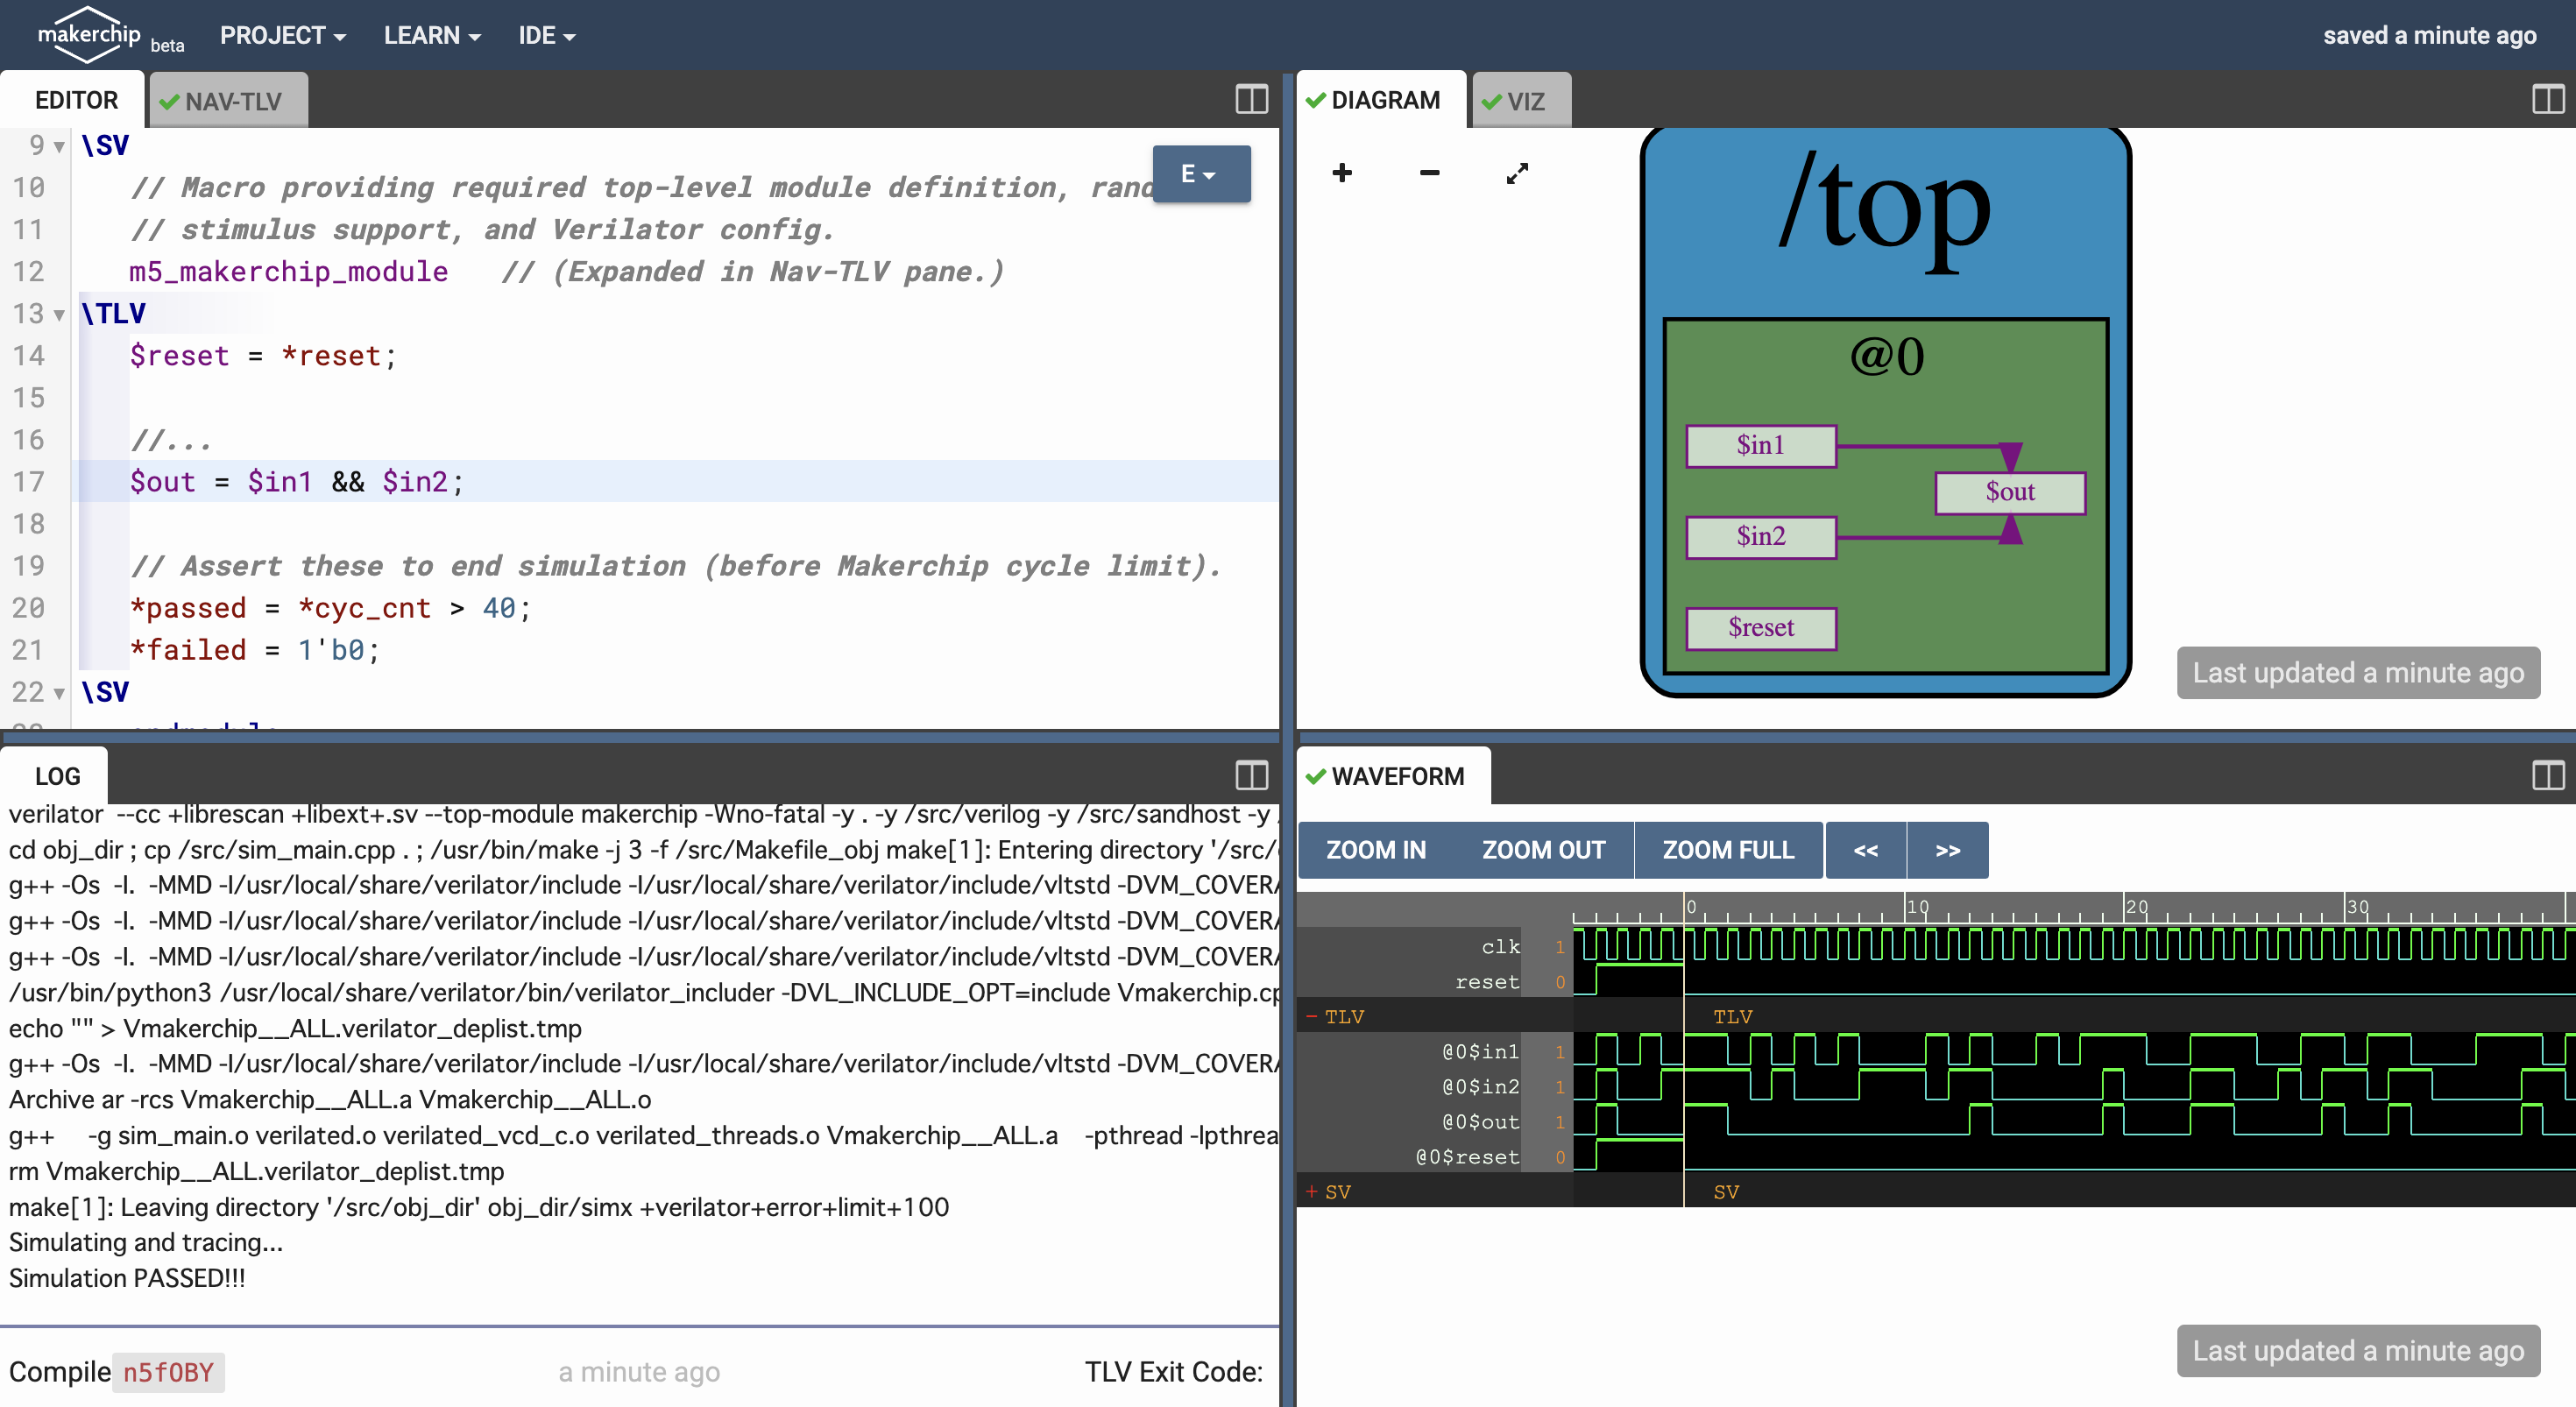 makerchip beta PROJECT LEARN IDE saved a minute ago
EDITOR NAV-TLV
9 \SV
10 // Macro providing required top-level module definition, rand
E
11 // stimulus support, and Verilator config.
12 m5_makerchip_module // (Expanded in Nav-TLV pane.)
13 \TLV
14 $reset = *reset;
15
16 //...
17 $out = $in1 && $in2;
18
19 // Assert these to end simulation (before Makerchip cycle limit).
20 *passed = *cyc_cnt > 40;
21 *failed = 1'b0;
22 \SV
DIAGRAM VIZ
/top
@0
$in1
$out
$in2
$reset
Last updated a minute ago
LOG
verilator --cc +librescan +libext+.sv --top-module makerchip -Wno-fatal -y . -y /src/verilog -y /src/sandhost -y
cd obj_dir ; cp /src/sim_main.cpp . ; /usr/bin/make -j 3 -f /src/Makefile_obj make[1]: Entering directory '/src/
g++ -Os -I. -MMD -I/usr/local/share/verilator/include -I/usr/local/share/verilator/include/vltstd -DVM_COVERA
g++ -Os -I. -MMD -I/usr/local/share/verilator/include -I/usr/local/share/verilator/include/vltstd -DVM_COVERA
g++ -Os -I. -MMD -I/usr/local/share/verilator/include -I/usr/local/share/verilator/include/vltstd -DVM_COVERA
/usr/bin/python3 /usr/local/share/verilator/bin/verilator_includer -DVL_INCLUDE_OPT=include Vmakerchip.cp
echo "" > Vmakerchip__ALL.verilator_deplist.tmp
g++ -Os -I. -MMD -I/usr/local/share/verilator/include -I/usr/local/share/verilator/include/vltstd -DVM_COVERA
Archive ar -rcs Vmakerchip__ALL.a Vmakerchip__ALL.o
g++ -g sim_main.o verilated.o verilated_vcd_c.o verilated_threads.o Vmakerchip__ALL.a -pthread -lpthrea
rm Vmakerchip__ALL.verilator_deplist.tmp
make[1]: Leaving directory '/src/obj_dir' obj_dir/simx +verilator+error+limit+100
Simulating and tracing...
Simulation PASSED!!!
Compile n5fOBY a minute ago TLV Exit Code:
WAVEFORM
ZOOM IN ZOOM OUT ZOOM FULL << >>
0 10 20 30
clk 1
reset 0
− TLV TLV
@0$in1 1
@0$in2 1
@0$out 1
@0$reset 0
+ SV SV
Last updated a minute ago